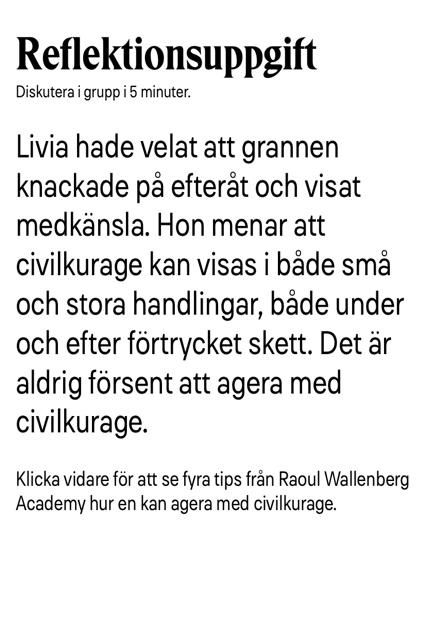 Reflektionsuppgift
Diskutera i grupp i 5 minuter.
Livia hade velat att grannen
knackade på efteråt och visat
medkänsla. Hon menar att
civilkurage kan visas i både små
och stora handlingar, både under
och efter förtrycket skett. Det är
aldrig försent att agera med
civilkurage.
Klicka vidare för att se fyra tips från Raoul Wallenberg
Academy hur en kan agera med civilkurage.